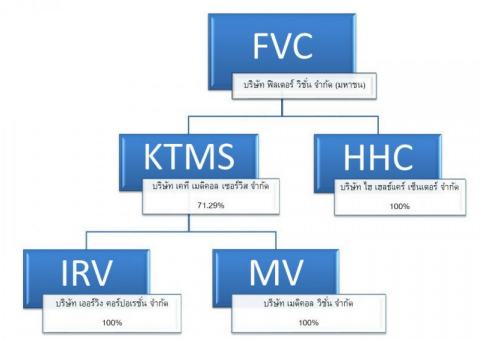 FVC
บริษัท ฟิลเตอร์ วิชั่น จำกัด (มหาชน)
KTMS
บริษัท เคที เมดิคอล เซอร์วิส จำกัด
71.29%
HHC
บริษัท ไฮ เฮลธ์แคร์ เซ็นเตอร์ จำกัด
100%
IRV
บริษัท เออร์วิง คอร์ปอเรชั่น จำกัด
100%
MV
บริษัท เมดิคอล วิชั่น จำกัด
100%